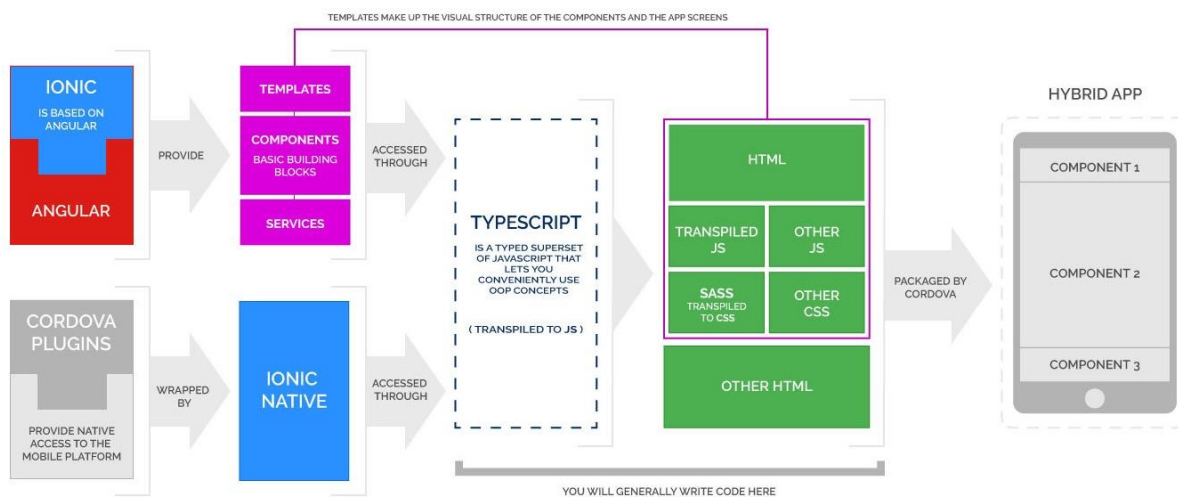 TEMPLATES MAKE UP THE VISUAL STRUCTURE OF THE COMPONENTS AND THE APP SCREENS
IONIC
IS BASED ON
ANGULAR
ANGULAR
PROVIDE
TEMPLATES
COMPONENTS
BASIC BUILDING
BLOCKS
SERVICES
ACCESSED
THROUGH
CORDOVA
PLUGINS
PROVIDE NATIVE
ACCESS TO THE
MOBILE PLATFORM
WRAPPED
BY
IONIC
NATIVE
ACCESSED
THROUGH
TYPESCRIPT
IS A TYPED SUPERSET
OF JAVASCRIPT THAT
LETS YOU
CONVENIENTLY USE
OOP CONCEPTS
( TRANSPILED TO JS )
HTML
TRANSPILED
JS
OTHER
JS
SASS
TRANSPILED
TO CSS
OTHER
CSS
OTHER HTML
YOU WILL GENERALLY WRITE CODE HERE
PACKAGED BY
CORDOVA
HYBRID APP
COMPONENT 1
COMPONENT 2
COMPONENT 3